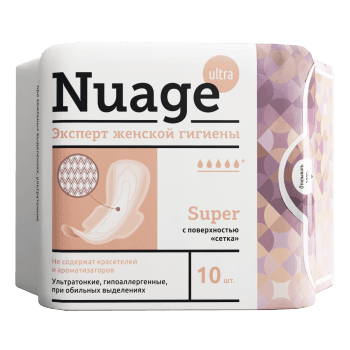 ultra
Nuage
Эксперт женской гигиены
Super
с поверхностью
«сетка»
Не содержат красителей
и ароматизаторов
Ультратонкие, гипоаллергенные,
при обильных выделениях
10 шт.